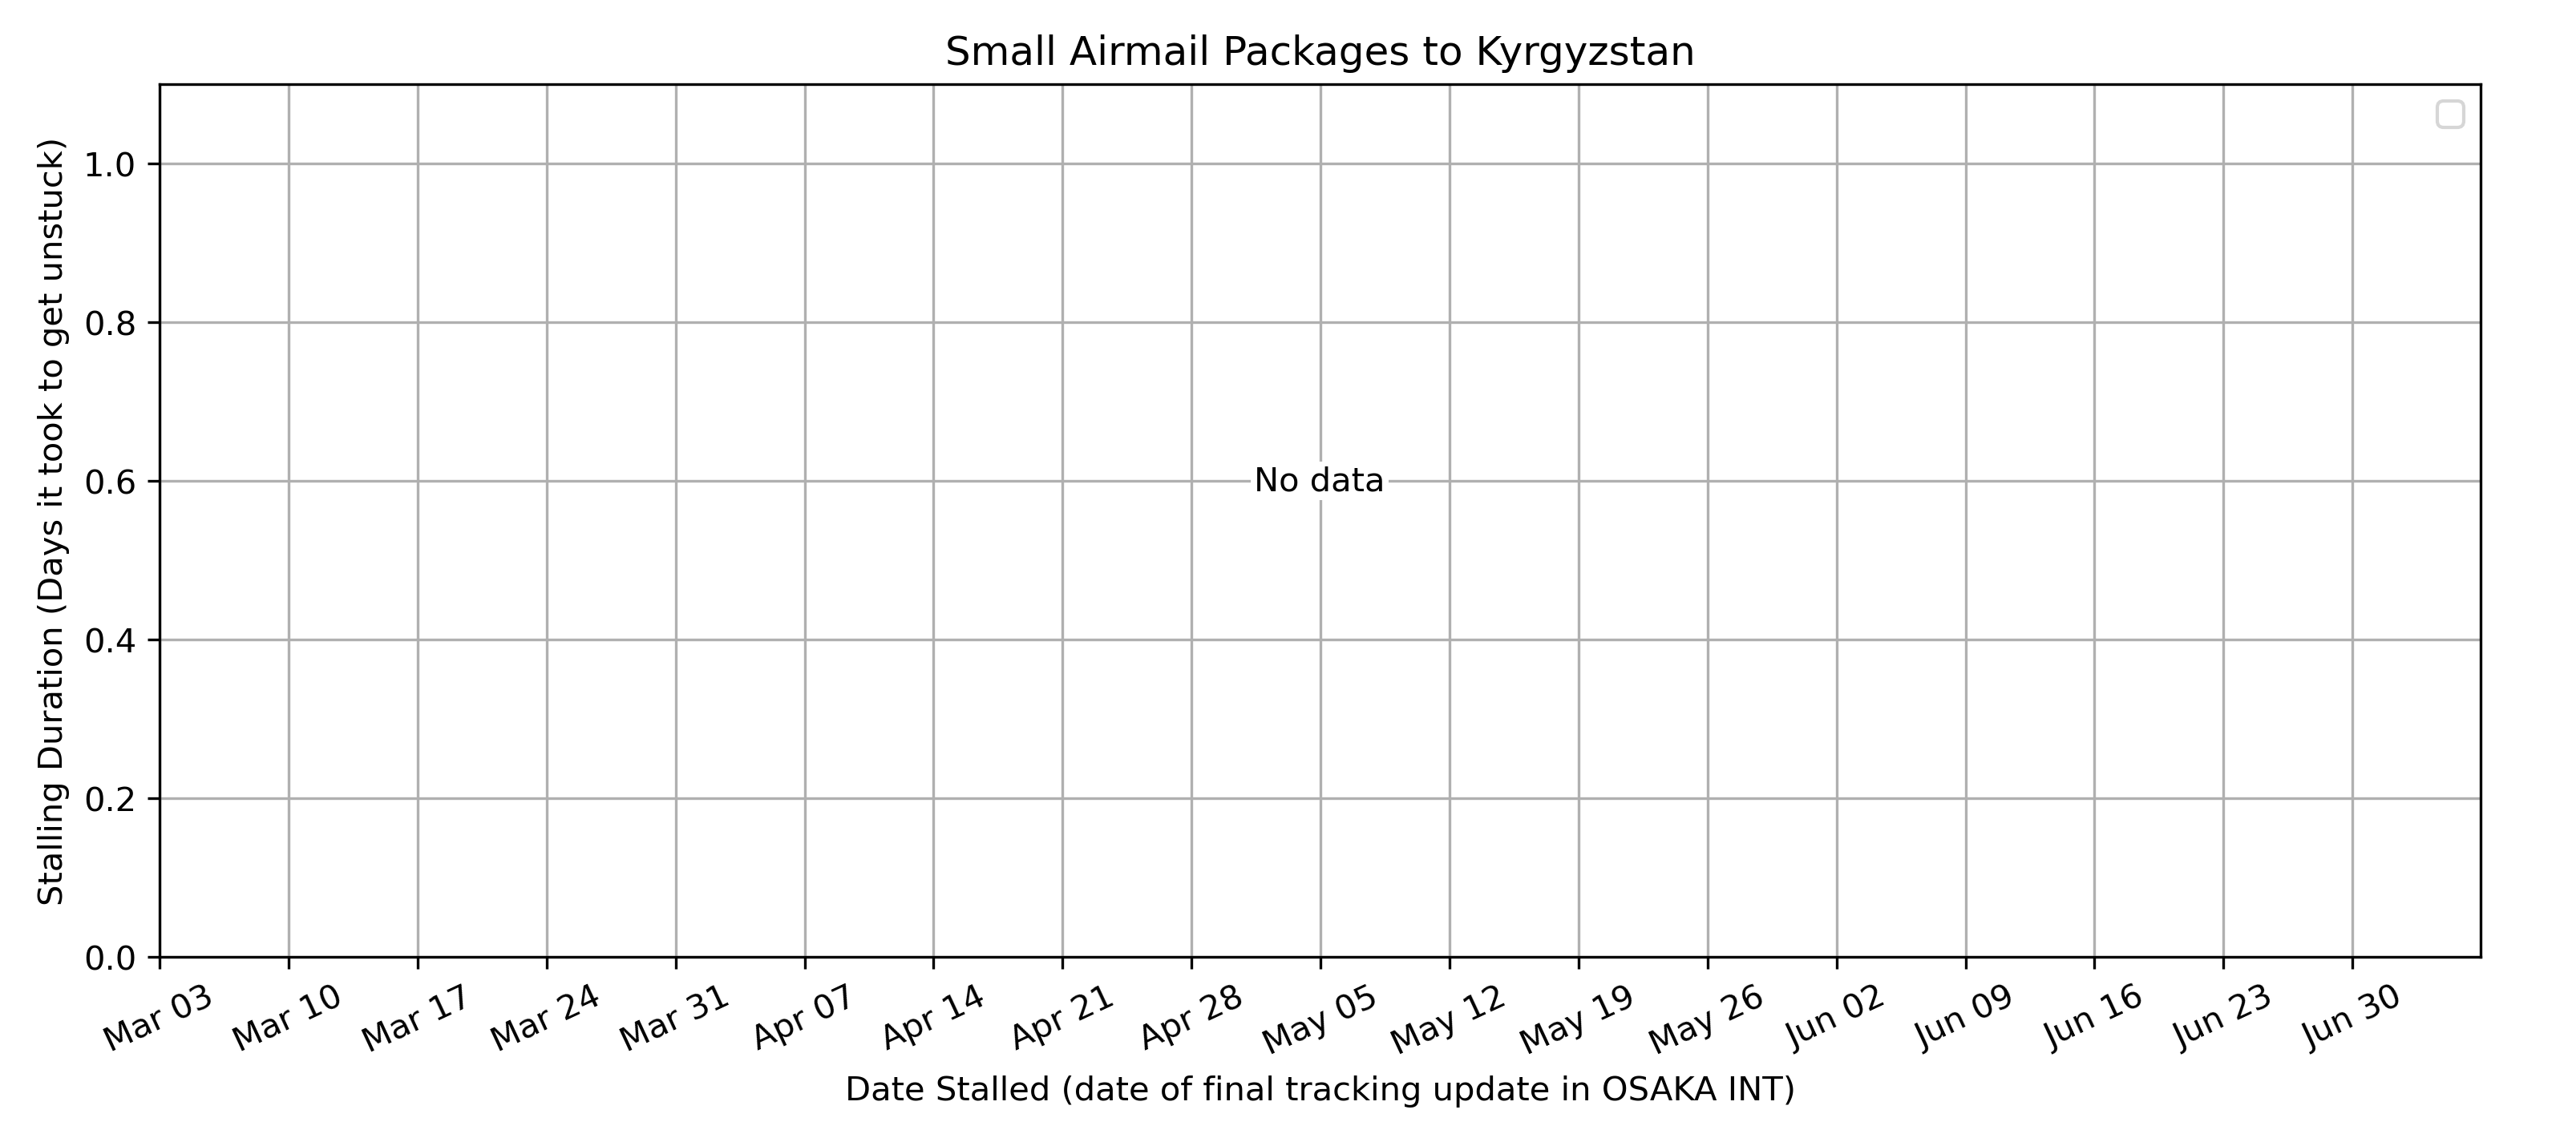 Small Airmail Packages to Kyrgyzstan
Stalling Duration (Days it took to get unstuck)
1.0
0.8
0.6
0.4
0.2
0.0
No data
Mar 03
Mar 10
Mar 17
Mar 24
Mar 31
Apr 07
Apr 14
Apr 21
Apr 28
May 05
May 12
May 19
May 26
Jun 02
Jun 09
Jun 16
Jun 23
Jun 30
Date Stalled (date of final tracking update in OSAKA INT)